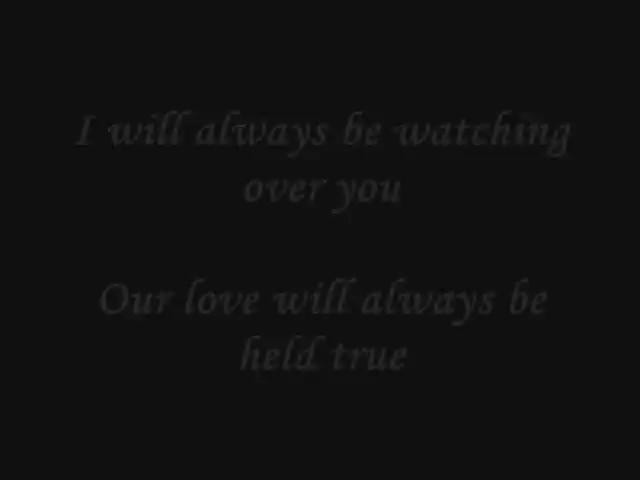 I will always be watching
over you
Our love will always be
held true